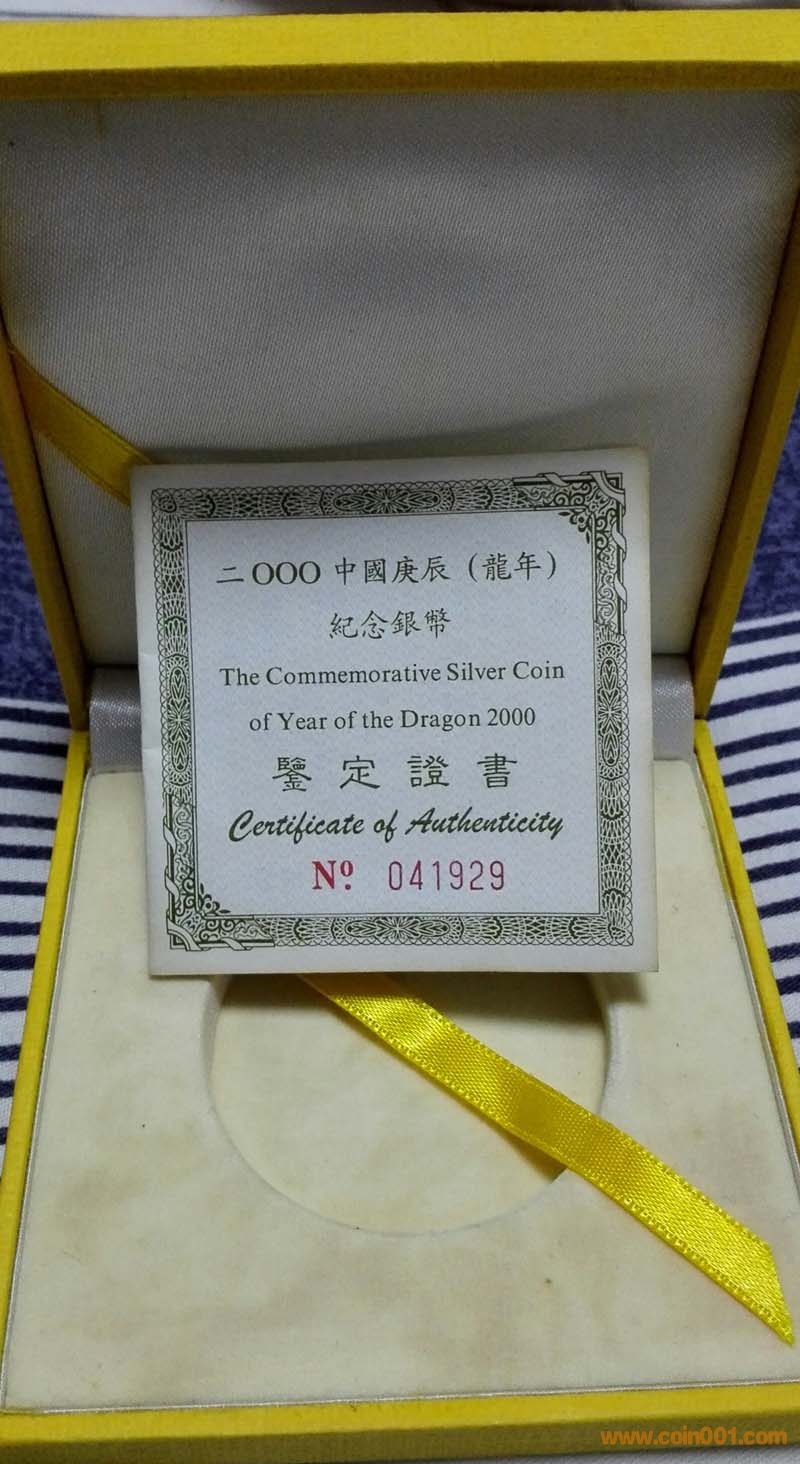 二OOO 中國庚辰（龍年）
紀念銀幣
The Commemorative Silver Coin
of Year of the Dragon 2000
鑒定證書
Certificate of Authenticity
Nº 041929
www.coin001.com